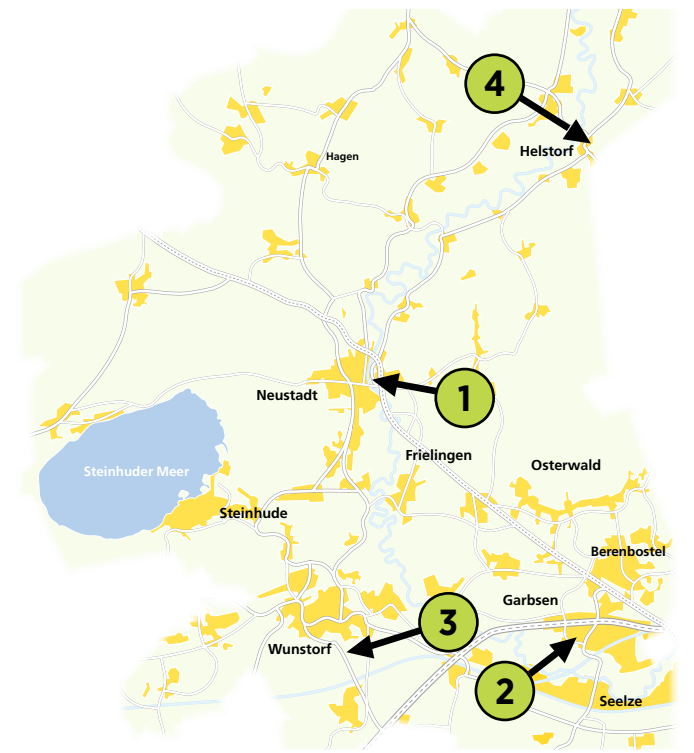 4
Helstorf
Hagen
Neustadt
1
Frielingen
Osterwald
Steinhuder Meer
Steinhude
Berenbostel
Garbsen
3
Wunstorf
2
Seelze